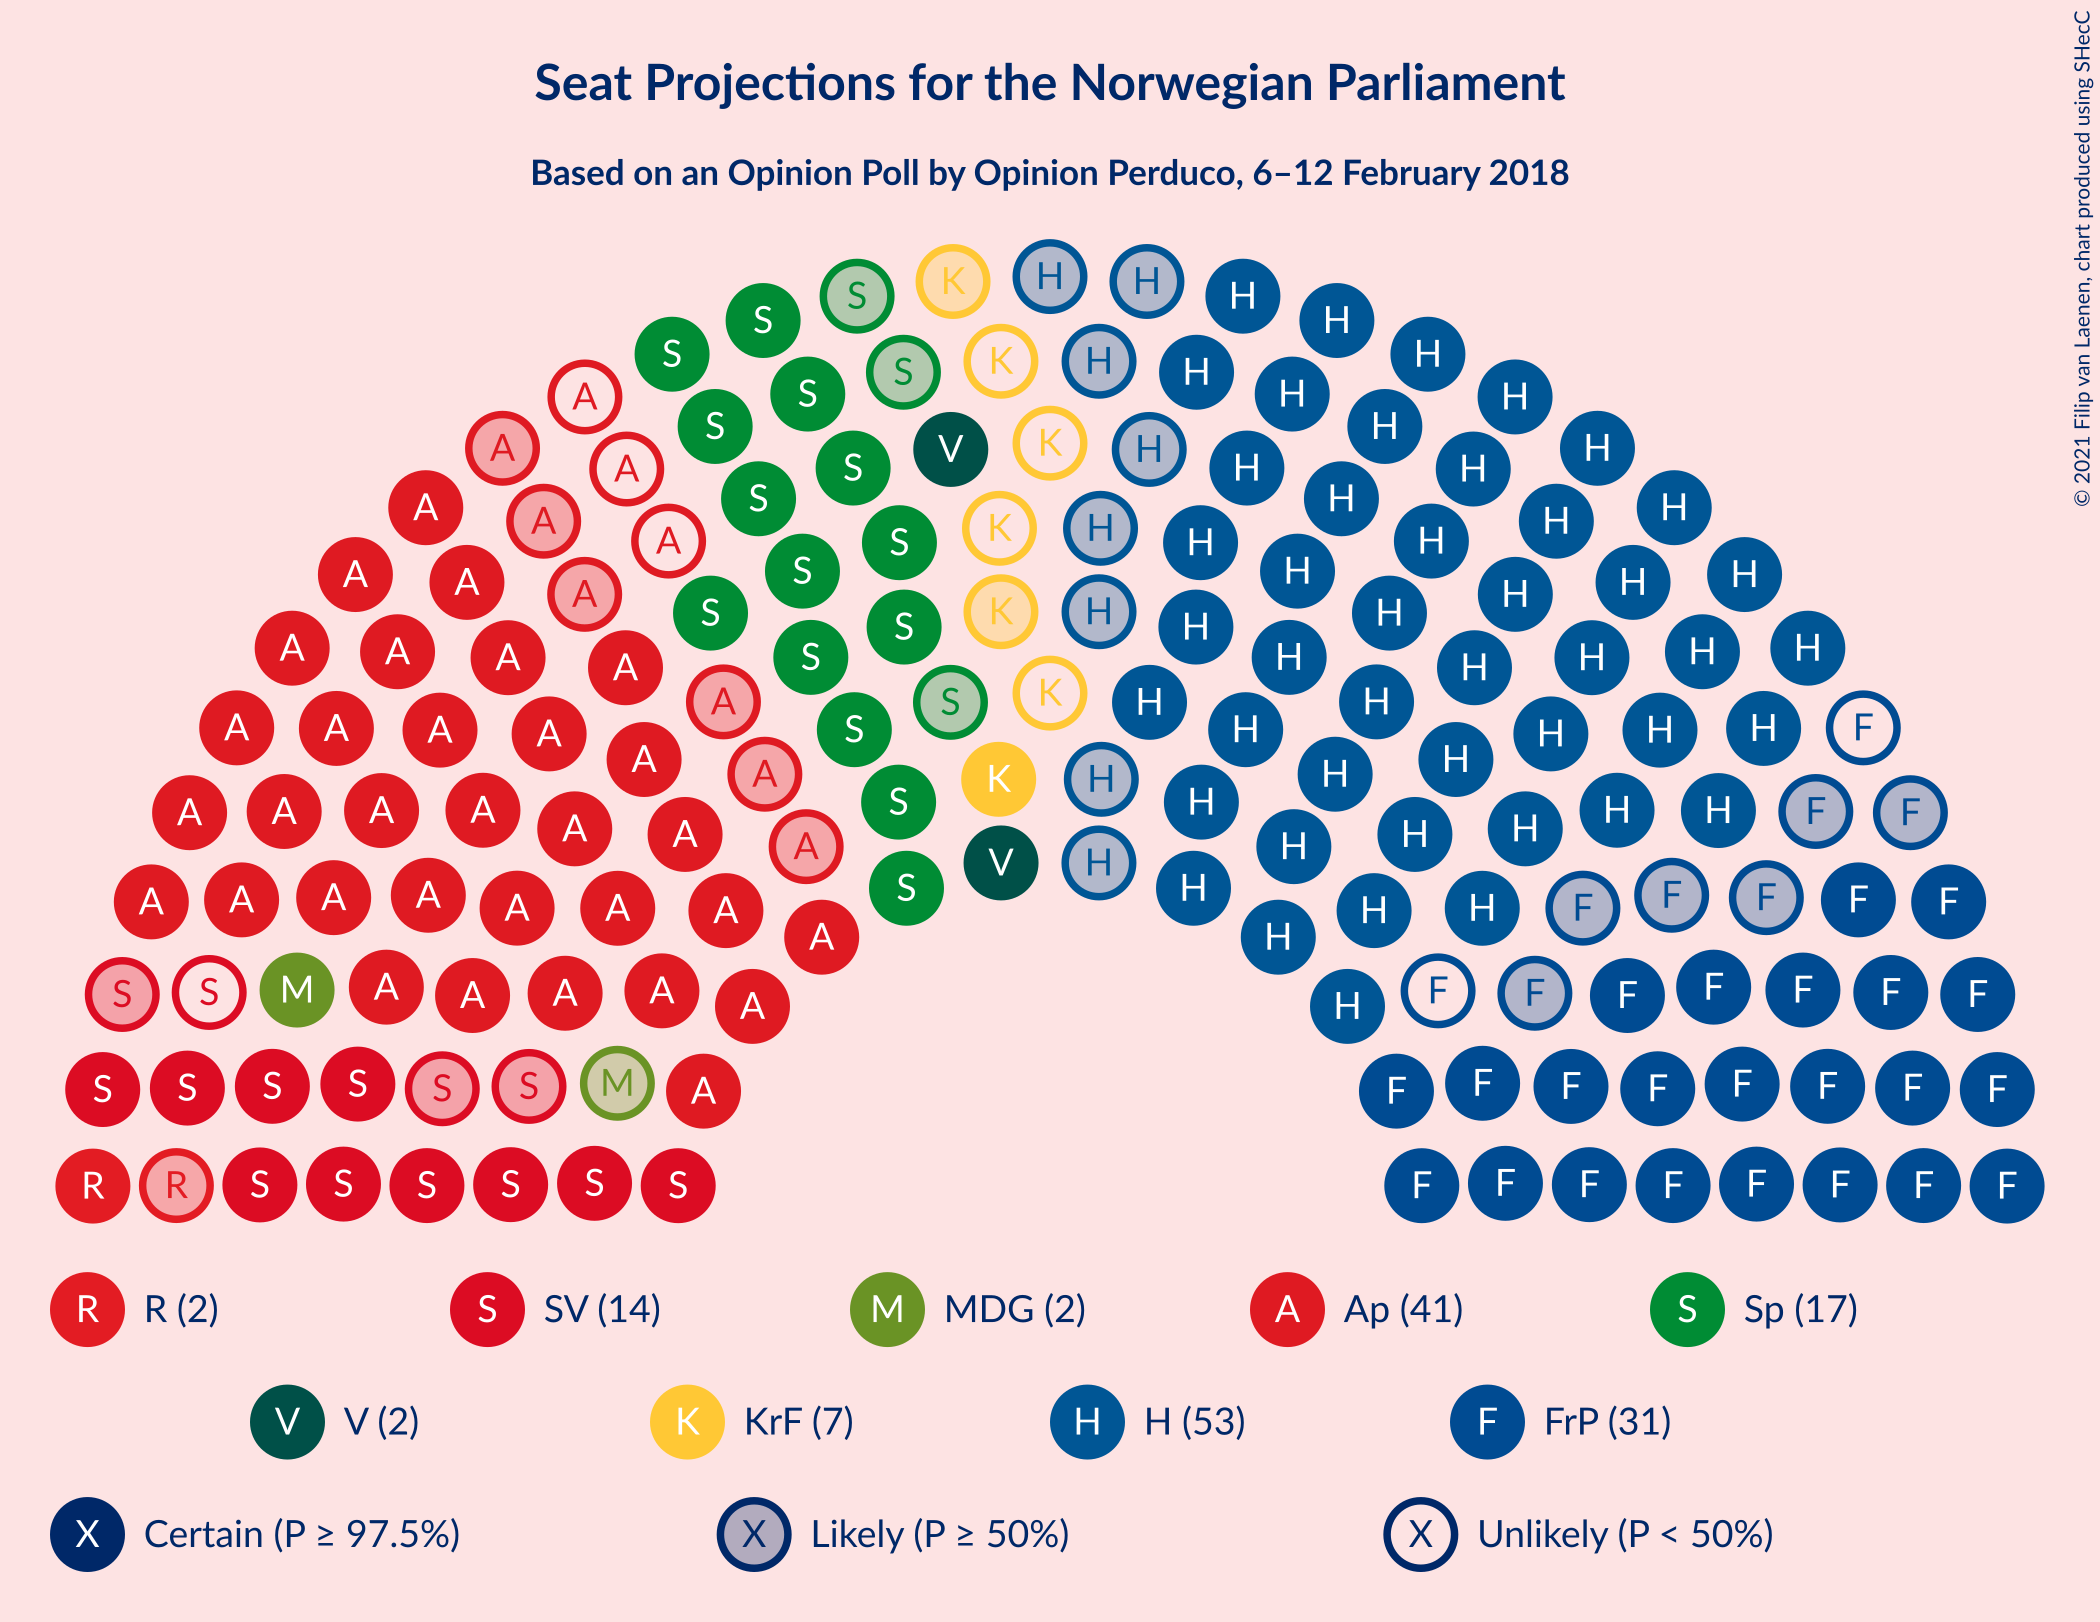 Seat Projections for the Norwegian Parliament
Based on an Opinion Poll by Opinion Perduco, 6–12 February 2018
© 2021 Filip van Laenen, chart produced using SHecC
S K H H H
S S H
S K H H
A S S H H
S V K H H
A A S S H H H
A S K H H H
A A S S H H H
A A A S K H H H H
A A A S S H H H H
A A A A S K H H H H H
A A A A A S S H H H H H F
A A A A A A S K H H H H H H F F
A A A A A A A A S V H H H H H F F F F F
S S M A A A A A H F F F F F F F
S S S S S S M A F F F F F F F F
R R S S S S S S F F F F F F F F
R R (2) S SV (14) M MDG (2) A Ap (41) S Sp (17)
V V (2) K KrF (7) H H (53) F FrP (31)
X Certain (P ≥ 97.5%) X Likely (P ≥ 50%) X Unlikely (P < 50%)